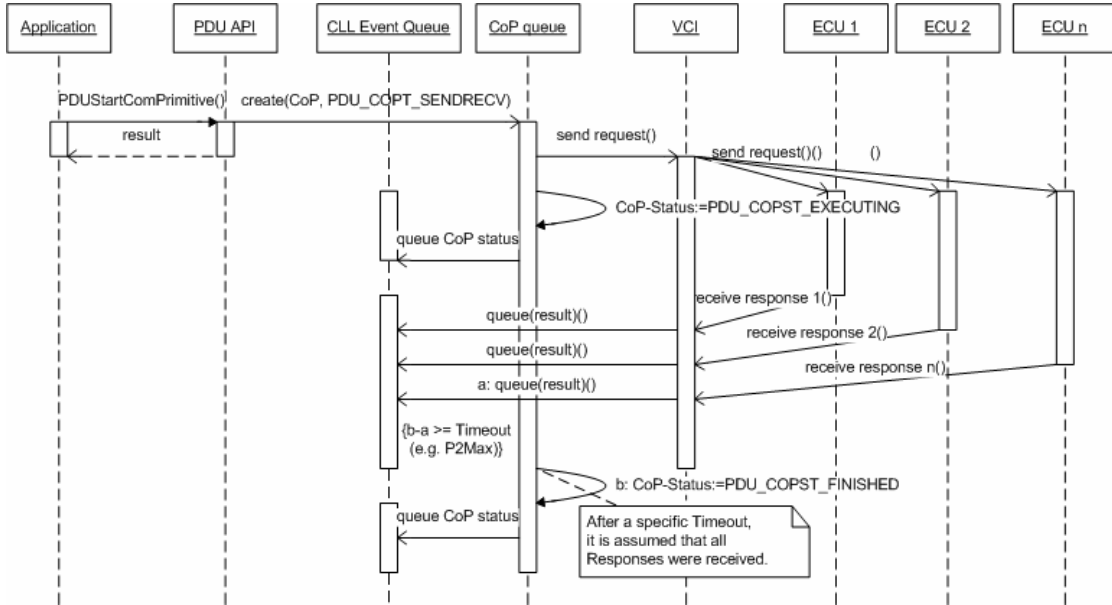 Application
PDU API
CLL Event Queue
CoP queue
VCI
ECU 1
ECU 2
ECU n
PDUStartComPrimitive()
create(CoP, PDU_COPT_SENDRECV)
result
send request()
send request()()
()
CoP-Status:=PDU_COPST_EXECUTING
queue CoP status
receive response 1()
queue(result)()
receive response 2()
queue(result)()
receive response n()
a: queue(result)()
{b-a >= Timeout
(e.g. P2Max)}
b: CoP-Status:=PDU_COPST_FINISHED
queue CoP status
After a specific Timeout,
it is assumed that all
Responses were received.